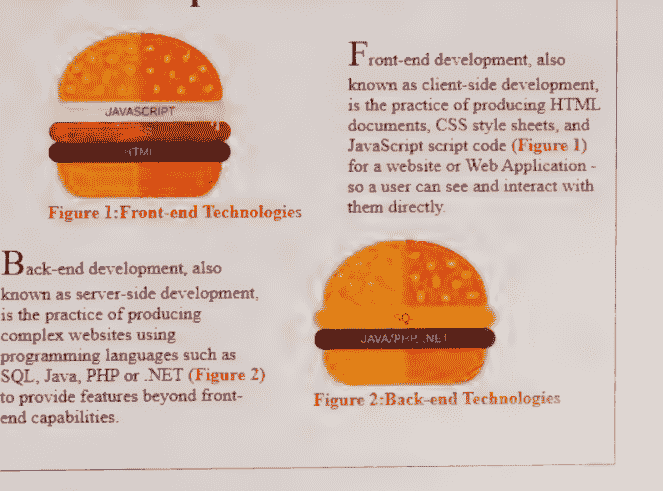 JAVASCRIPT
HTML
Figure 1:Front-end Technologies
Front-end development, also
known as client-side development,
is the practice of producing HTML
documents, CSS style sheets, and
JavaScript script code (Figure 1)
for a website or Web Application -
so a user can see and interact with
them directly.
Back-end development, also
known as server-side development,
is the practice of producing
complex websites using
programming languages such as
SQL, Java, PHP or .NET (Figure 2)
to provide features beyond front-
end capabilities.
JAVA/PHP, .NET
Figure 2:Back-end Technologies